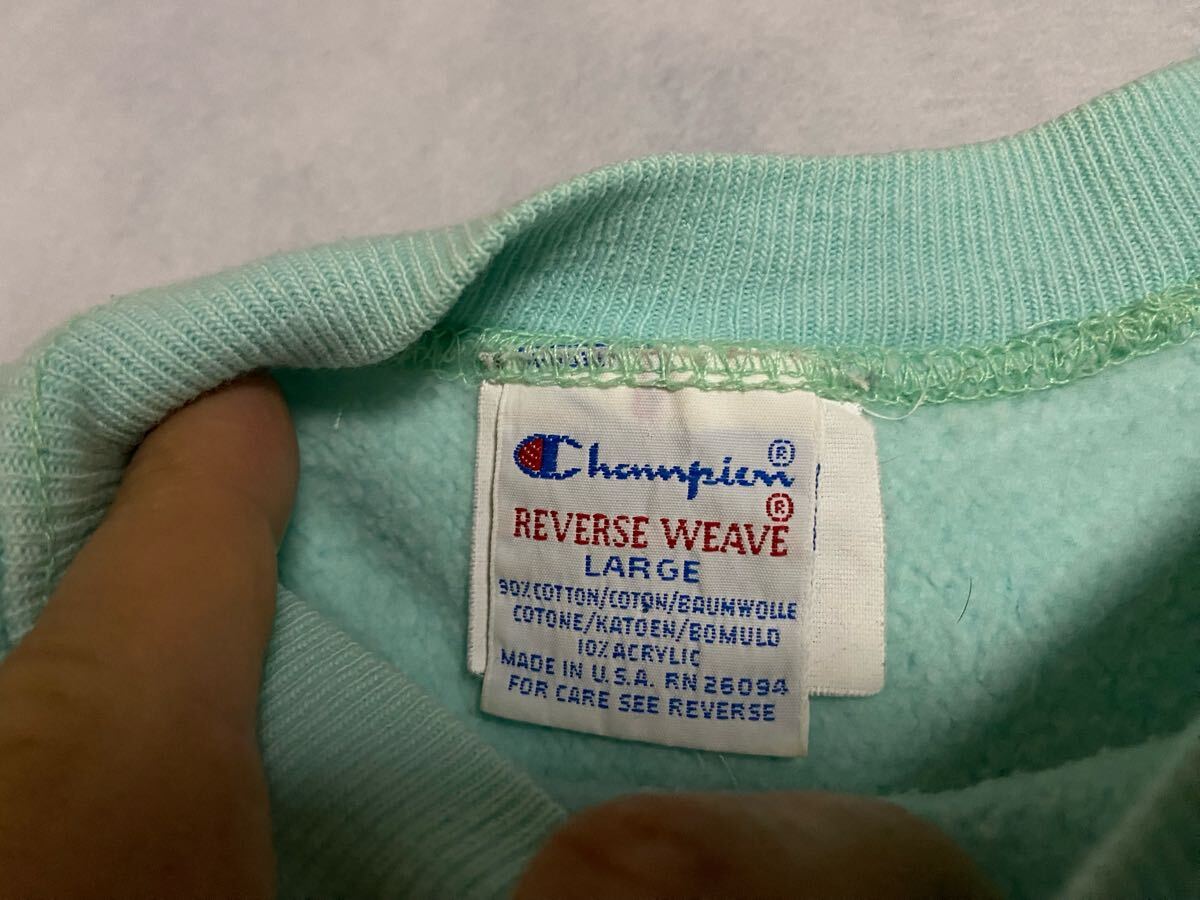 Champion®
REVERSE WEAVE®
LARGE
90% COTTON/COTON/BAUMWOLLE
COTONE/KATOEN/BOMULD
10% ACRYLIC
MADE IN U.S.A. RN 26094
FOR CARE SEE REVERSE